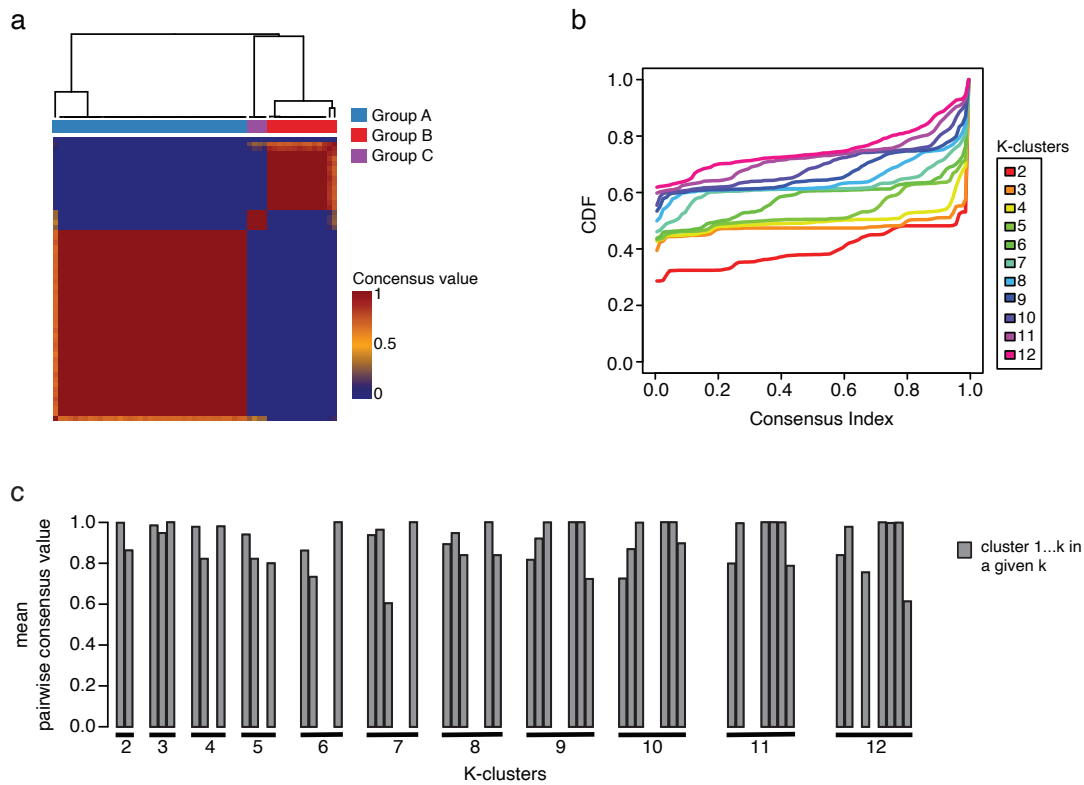 a
Group A
Group B
Group C
Concensus value
1
0.5
0
b
1.0
0.8
0.6
0.4
0.2
0.0
CDF
0.0 0.2 0.4 0.6 0.8 1.0
Consensus Index
K-clusters
2
3
4
5
6
7
8
9
10
11
12
c
1.0
0.8
0.6
0.4
0.2
0.0
mean
pairwise consensus value
2 3 4 5 6 7 8 9 10 11 12
K-clusters
cluster 1...k in
a given k